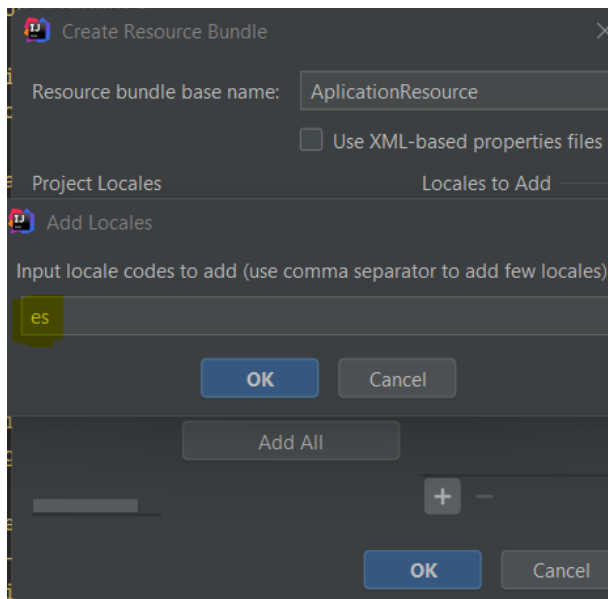 Create Resource Bundle
Resource bundle base name: AplicationResource
Use XML-based properties files
Project Locales Locales to Add
Add Locales
Input locale codes to add (use comma separator to add few locales)
es
OK Cancel
Add All
OK Cancel